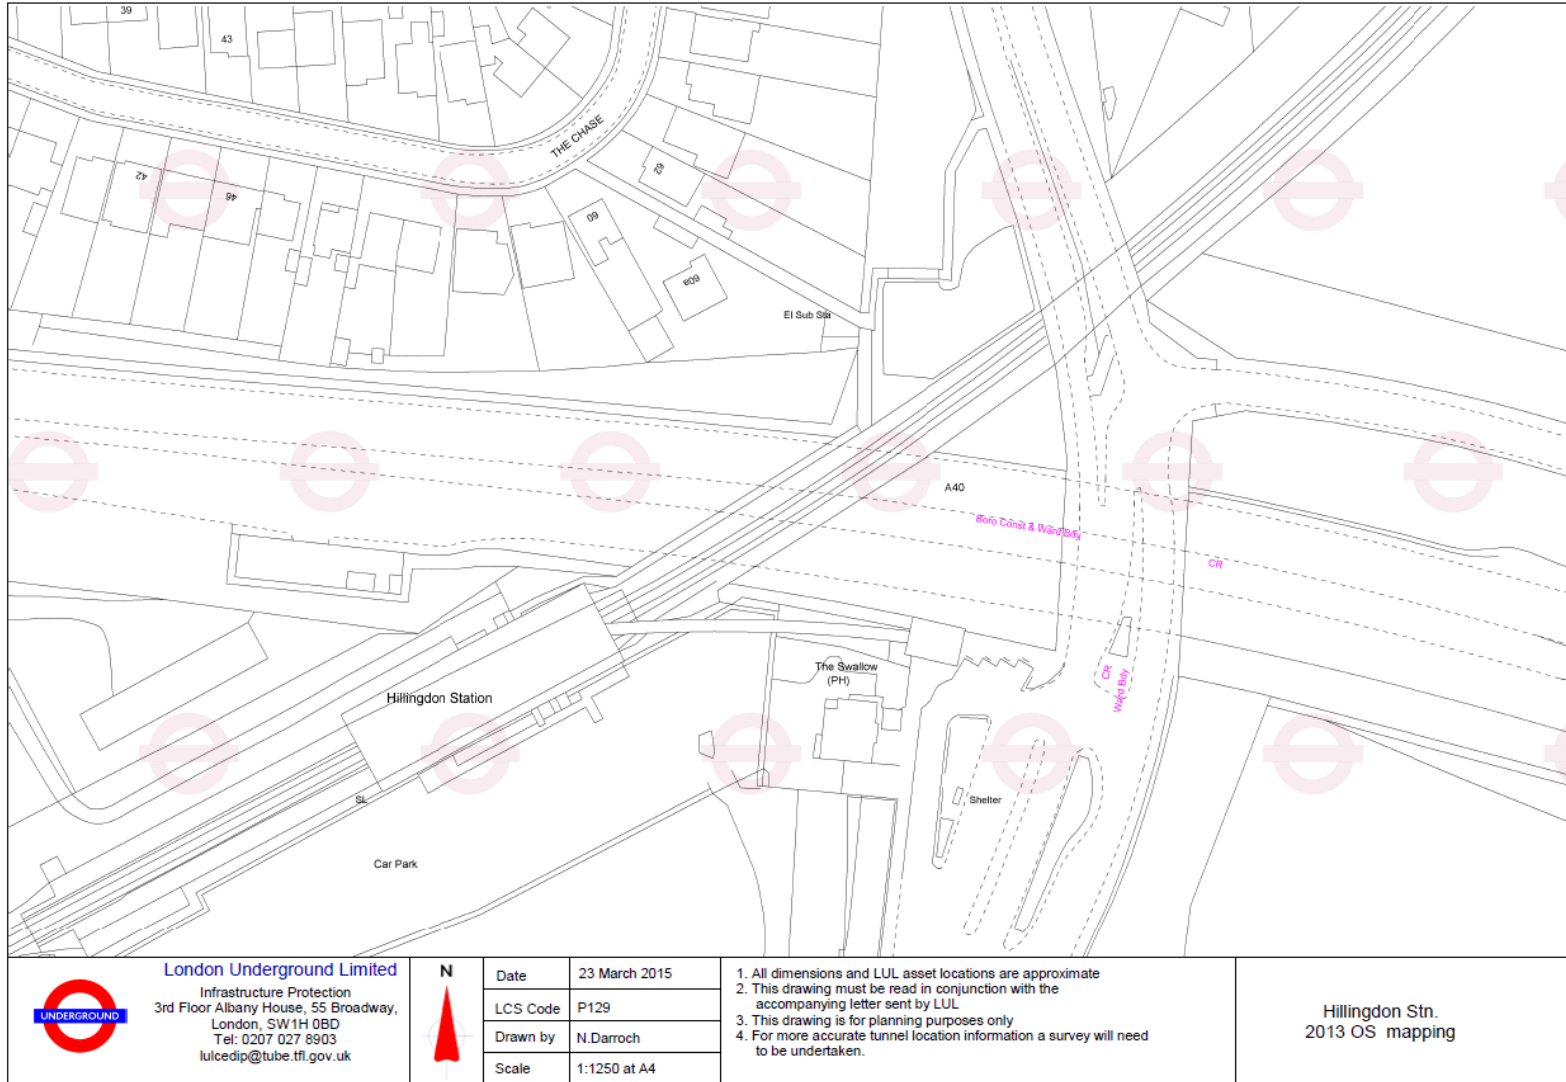 39
43
THE CHASE
42
46
62
60
60a
El Sub Sta
A40
Boro Const & Ward Bdy
CR
The Swallow
(PH)
CR
Ward Bdy
Hillingdon Station
SL
Shelter
Car Park
London Underground Limited
Infrastructure Protection
3rd Floor Albany House, 55 Broadway,
London, SW1H 0BD
Tel: 0207 027 8903
lulcedip@tube.tfl.gov.uk
UNDERGROUND
N
Date 23 March 2015
LCS Code P129
Drawn by N.Darroch
Scale 1:1250 at A4
1. All dimensions and LUL asset locations are approximate
2. This drawing must be read in conjunction with the
accompanying letter sent by LUL
3. This drawing is for planning purposes only
4. For more accurate tunnel location information a survey will need
to be undertaken.
Hillingdon Stn.
2013 OS mapping